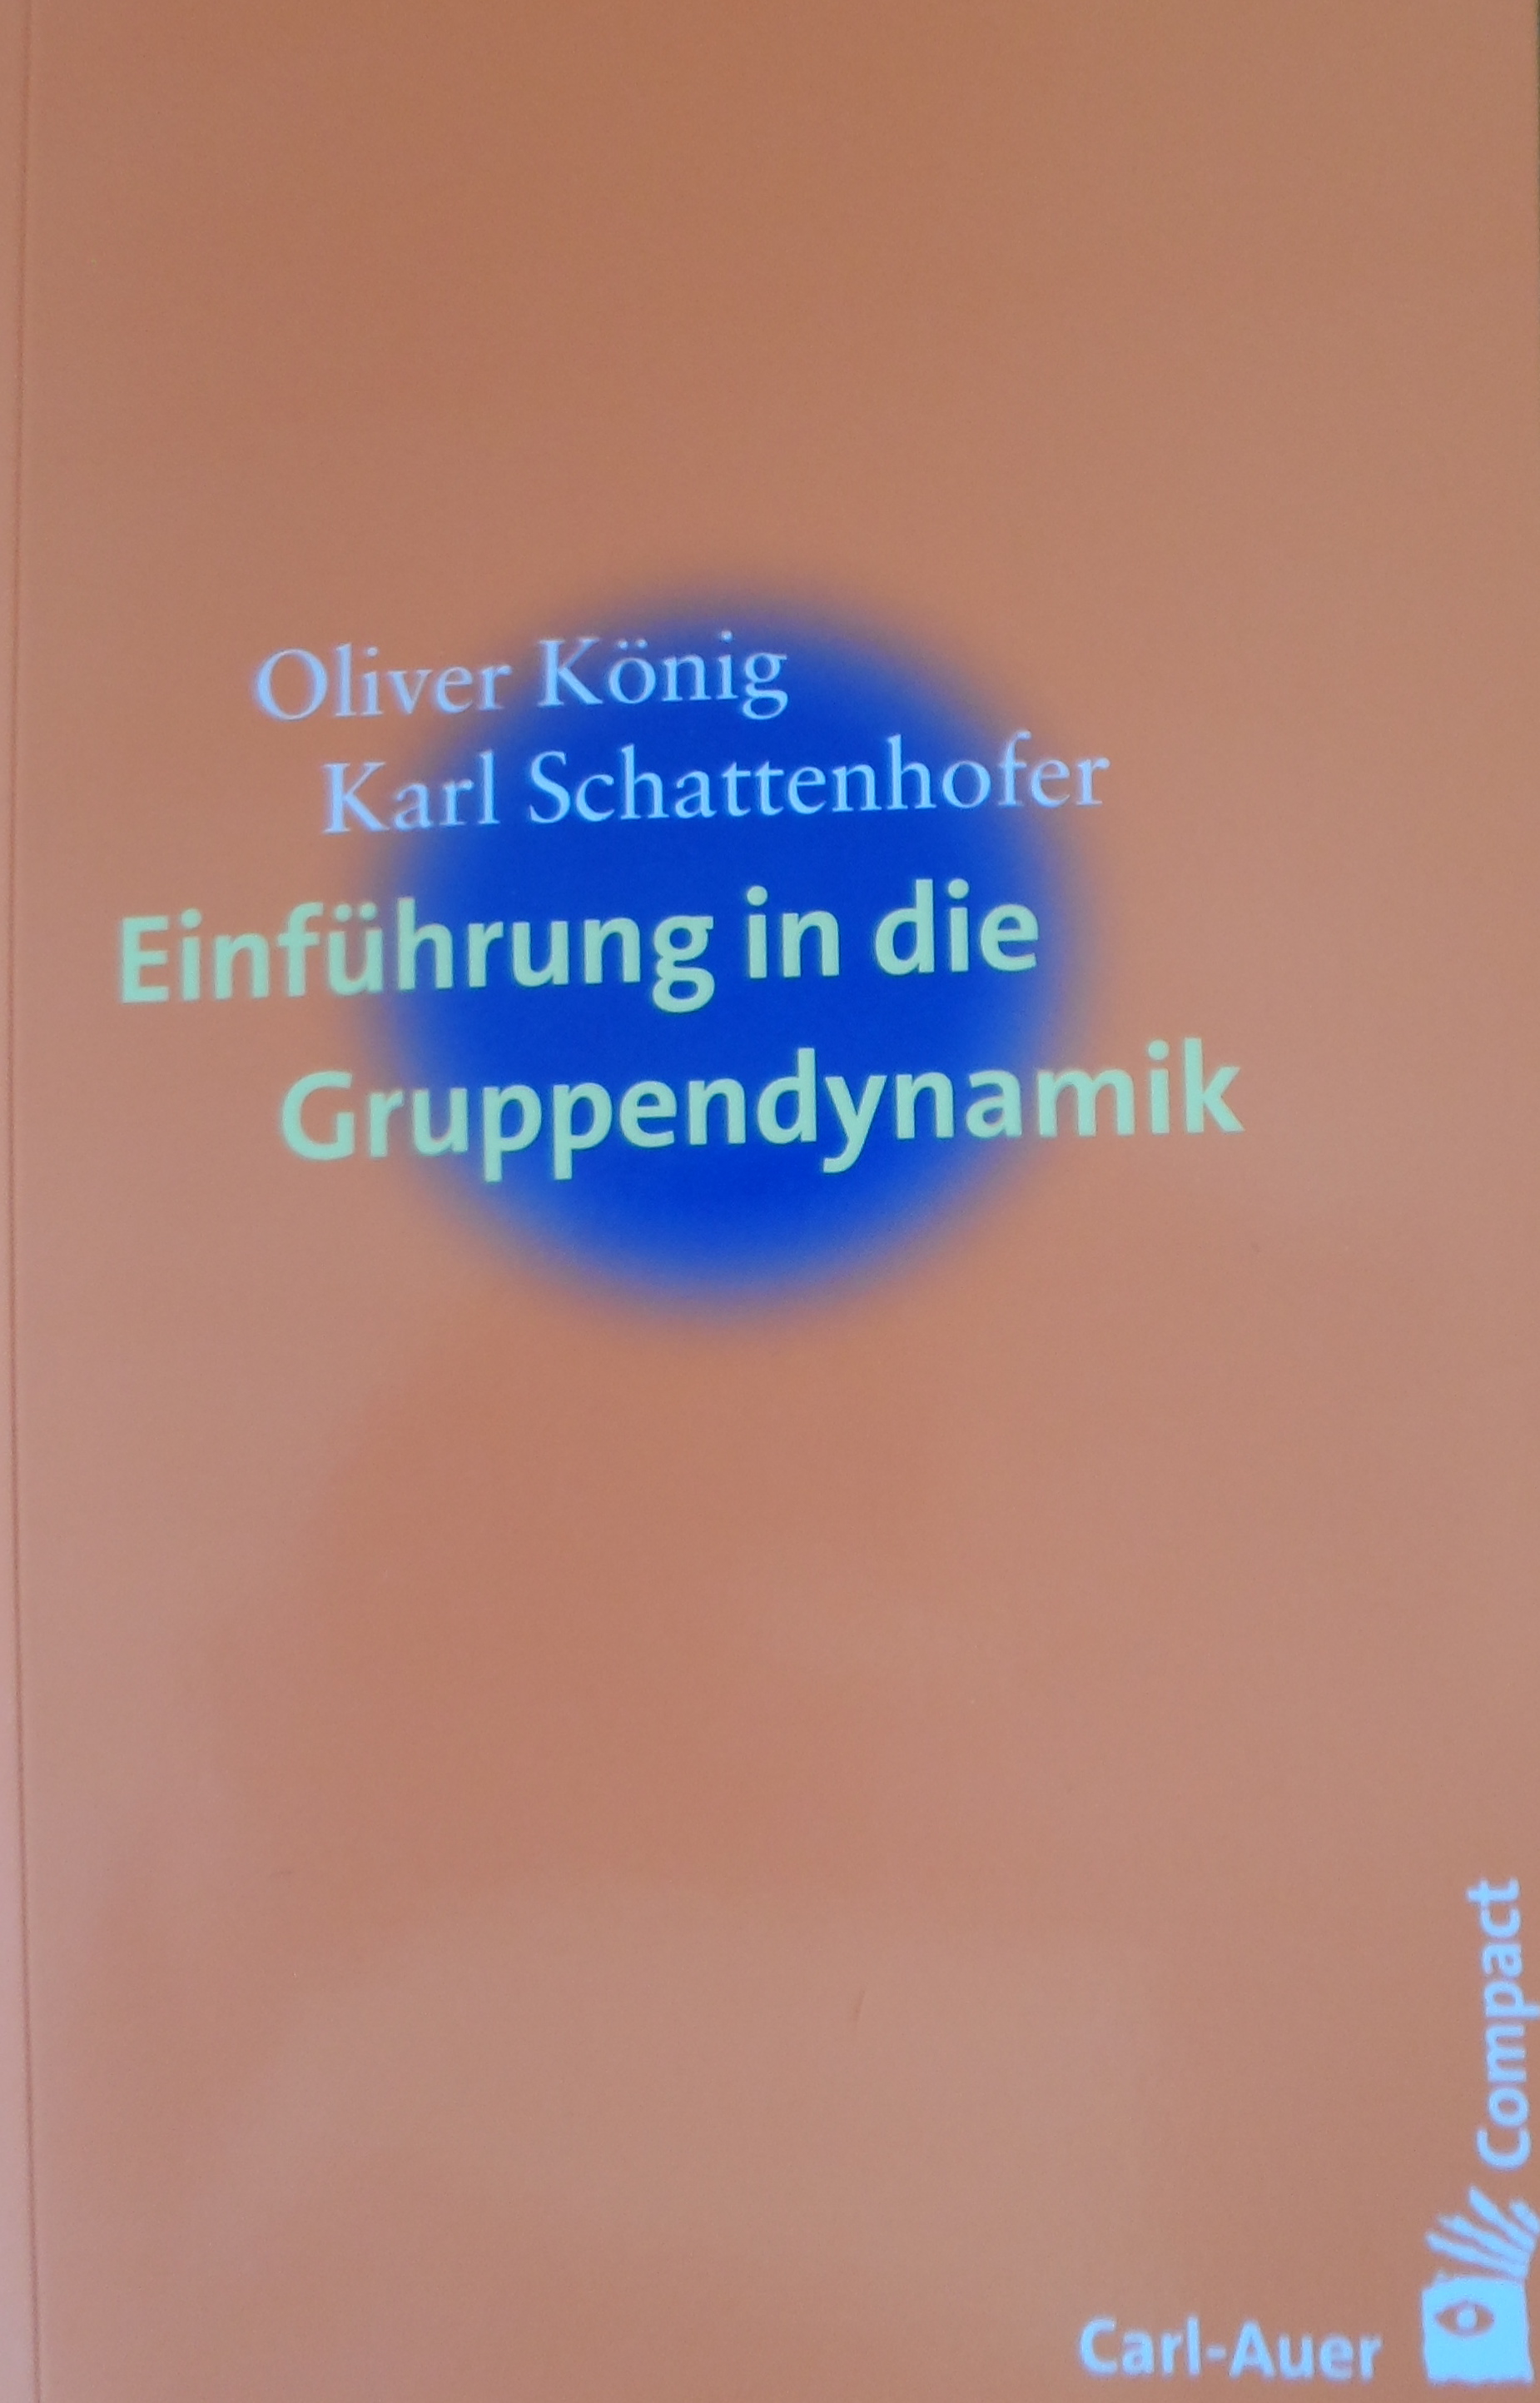 Oliver König
Karl Schattenhofer
Einführung in die
Gruppendynamik
Compact
Carl-Auer